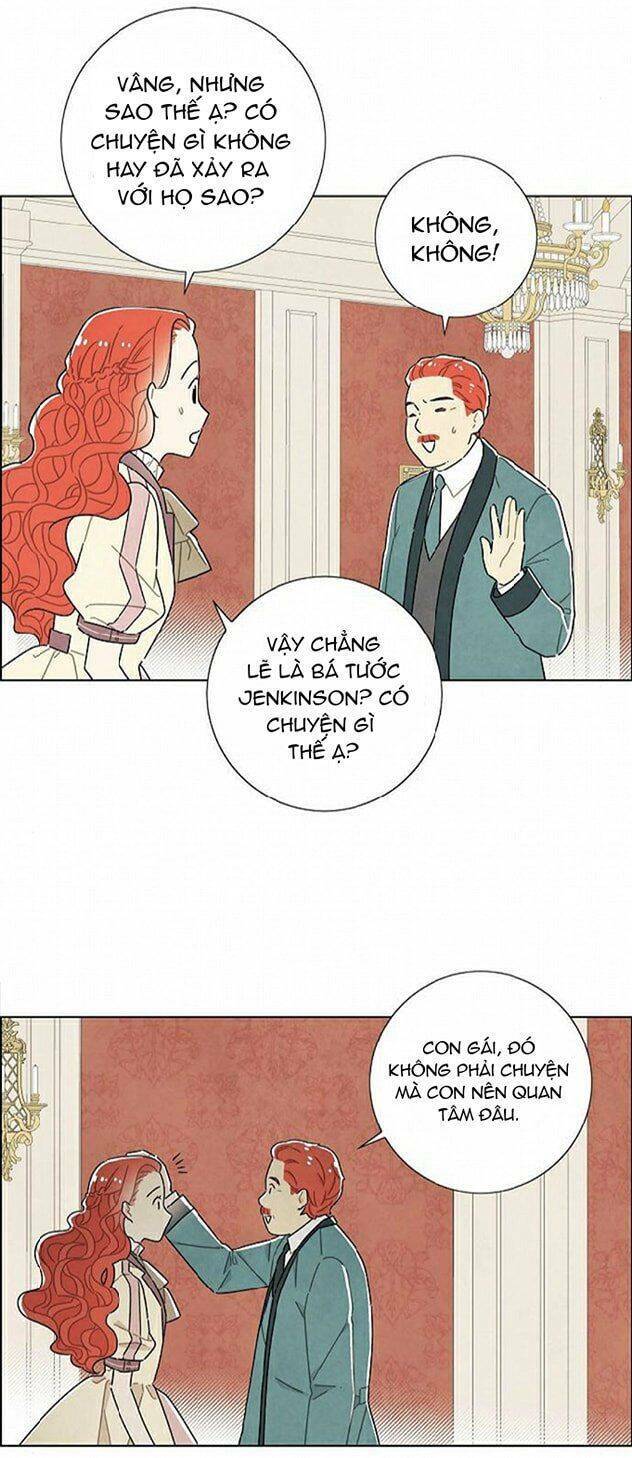 VÂNG, NHƯNG
SAO THẾ Ạ? CÓ
CHUYỆN GÌ KHÔNG
HAY ĐÃ XẢY RA
VỚI HỌ SAO?
KHÔNG,
KHÔNG!
VẬY CHẲNG
LẼ LÀ BÁ TƯỚC
JENKINSON? CÓ
CHUYỆN GÌ
THẾ Ạ?
CON GÁI, ĐÓ
KHÔNG PHẢI CHUYỆN
MÀ CON NÊN QUAN
TÂM ĐÂU.